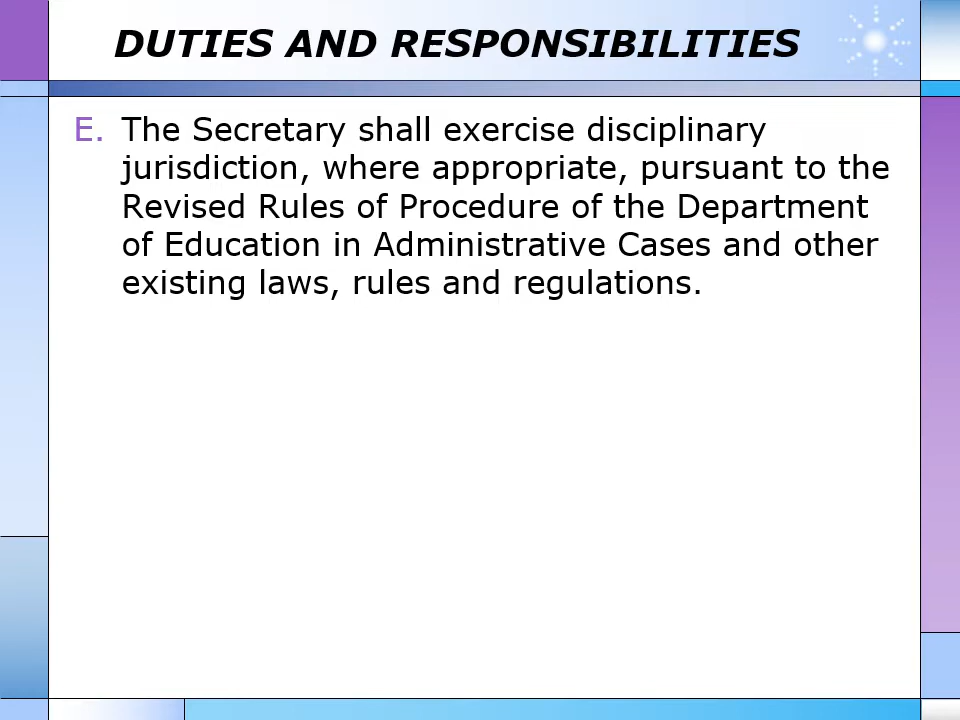 DUTIES AND RESPONSIBILITIES
E. The Secretary shall exercise disciplinary
jurisdiction, where appropriate, pursuant to the
Revised Rules of Procedure of the Department
of Education in Administrative Cases and other
existing laws, rules and regulations.